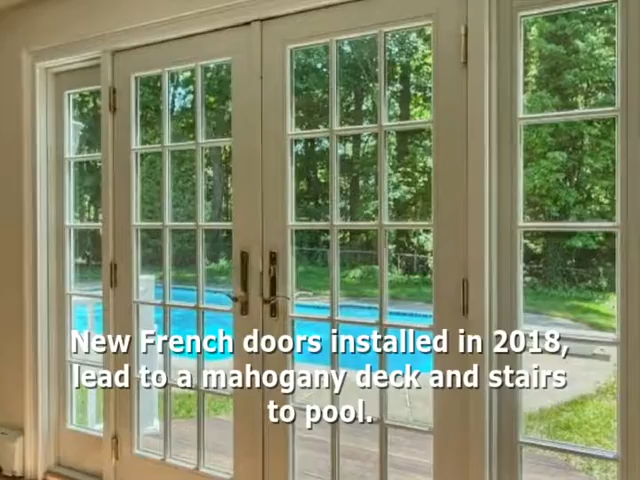 New French doors installed in 2018,
lead to a mahogany deck and stairs
to pool.